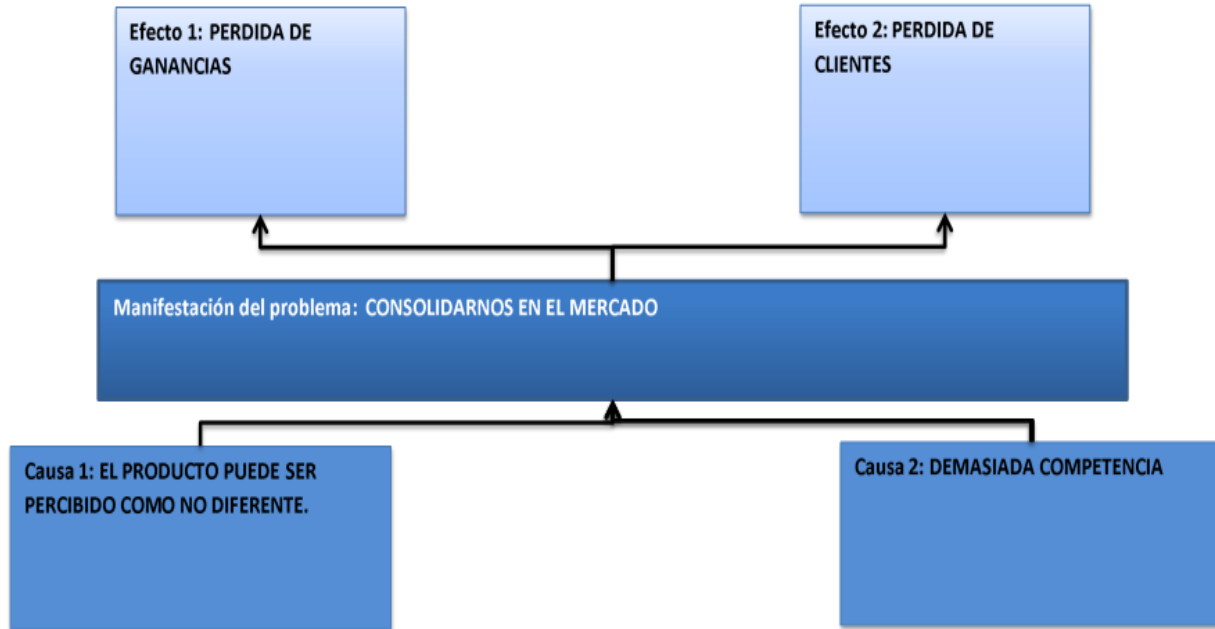 Efecto 1: PERDIDA DE
GANANCIAS
Efecto 2: PERDIDA DE
CLIENTES
Manifestación del problema: CONSOLIDARNOS EN EL MERCADO
Causa 1: EL PRODUCTO PUEDE SER
PERCIBIDO COMO NO DIFERENTE.
Causa 2: DEMASIADA COMPETENCIA